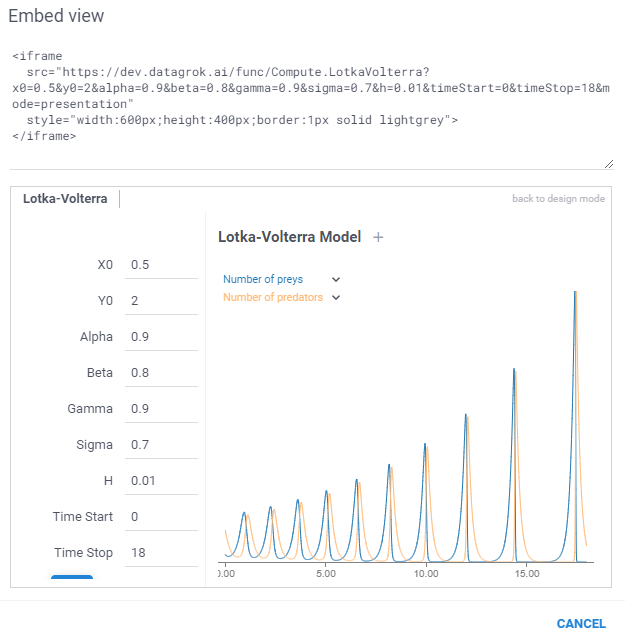 Embed view
<iframe
src="https://dev.datagrok.ai/func/Compute.LotkaVolterra?
x0=0.5&y0=2&alpha=0.9&beta=0.8&gamma=0.9&sigma=0.7&h=0.01&timeStart=0&timeStop=18&m
ode=presentation"
style="width:600px;height:400px;border:1px solid lightgrey">
</iframe>
Lotka-Volterra
back to design mode
Lotka-Volterra Model +
X0 0.5
Y0 2
Alpha 0.9
Beta 0.8
Gamma 0.9
Sigma 0.7
H 0.01
Time Start 0
Time Stop 18
Number of preys
Number of predators
0.00 5.00 10.00 15.00
CANCEL